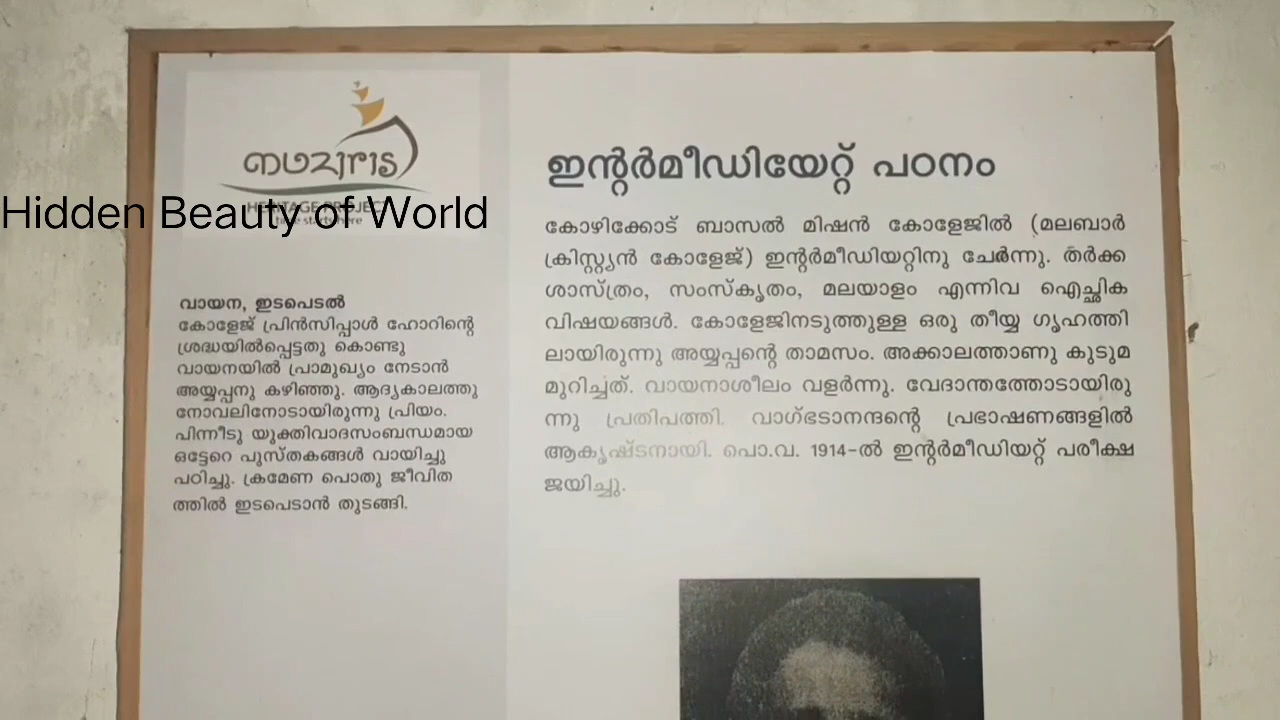 Hidden Beauty of World
HERITAGE PROJECT
വായന, ഇടപെടൽ
കോളേജ് പ്രിൻസിപ്പാൾ ഹോറിന്റെ
ശ്രദ്ധയിൽപ്പെട്ടതു കൊണ്ടു
വായനയിൽ പ്രാമുഖ്യം നേടാൻ
അയ്യപ്പനു കഴിഞ്ഞു. ആദ്യകാലത്തു
നോവലിനോടായിരുന്നു പ്രിയം.
പിന്നീടു യുക്തിവാദസംബന്ധമായ
ഒട്ടേറെ പുസ്തകങ്ങൾ വായിച്ചു
പഠിച്ചു. ക്രമേണ പൊതു ജീവിത
ത്തിൽ ഇടപെടാൻ തുടങ്ങി.
ഇന്റർമീഡിയേറ്റ് പഠനം
കോഴിക്കോട് ബാസൽ മിഷൻ കോളേജിൽ (മലബാർ
ക്രിസ്റ്റ്യൻ കോളേജ്) ഇന്റർമീഡിയറ്റിനു ചേർന്നു. തർക്ക
ശാസ്ത്രം, സംസ്കൃതം, മലയാളം എന്നിവ ഐച്ഛിക
വിഷയങ്ങൾ. കോളേജിനടുത്തുള്ള ഒരു തീയ്യ ഗൃഹത്തി
ലായിരുന്നു അയ്യപ്പന്റെ താമസം. അക്കാലത്താണു കുടുമ
മുറിച്ചത്. വായനാശീലം വളർന്നു. വേദാന്തത്തോടായിരു
ന്നു പ്രതിപത്തി. വാഗ്ഭടാനന്ദന്റെ പ്രഭാഷണങ്ങളിൽ
ആകൃഷ്ടനായി. പൊ.വ. 1914-ൽ ഇന്റർമീഡിയറ്റ് പരീക്ഷ
ജയിച്ചു.